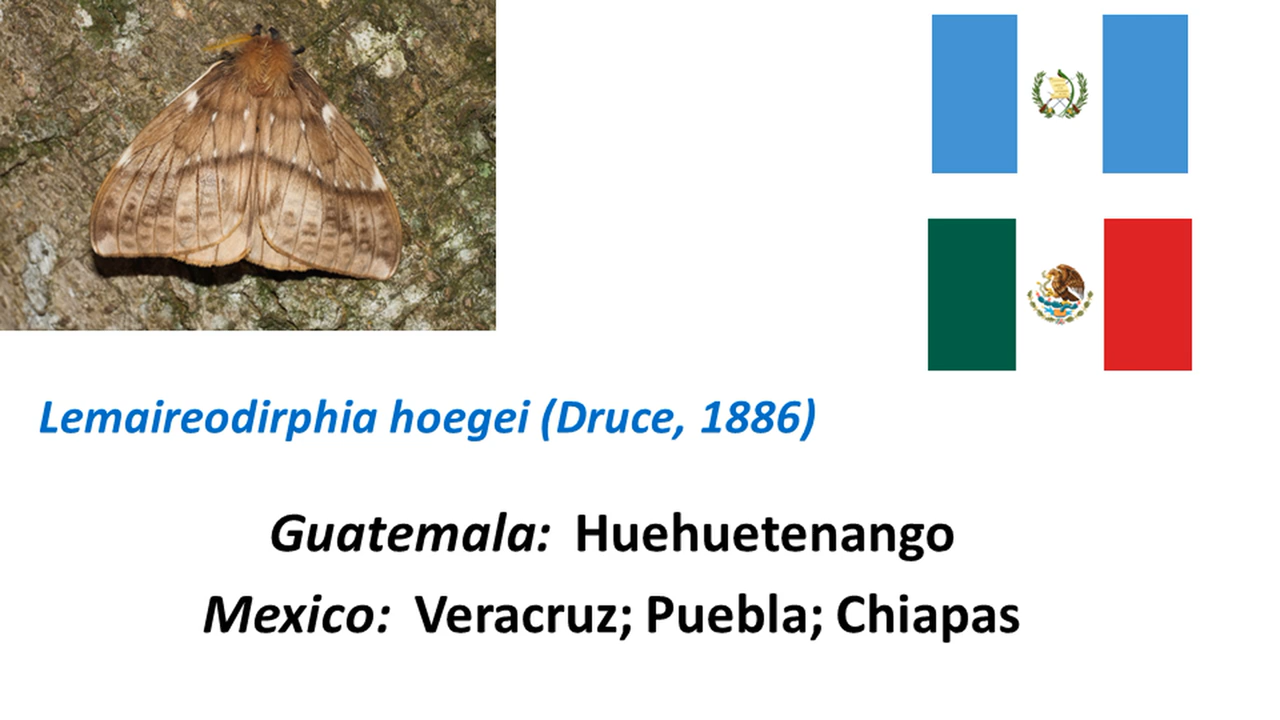 Lemaireodirphia hoegei (Druce, 1886)
Guatemala: Huehuetenango
Mexico: Veracruz; Puebla; Chiapas